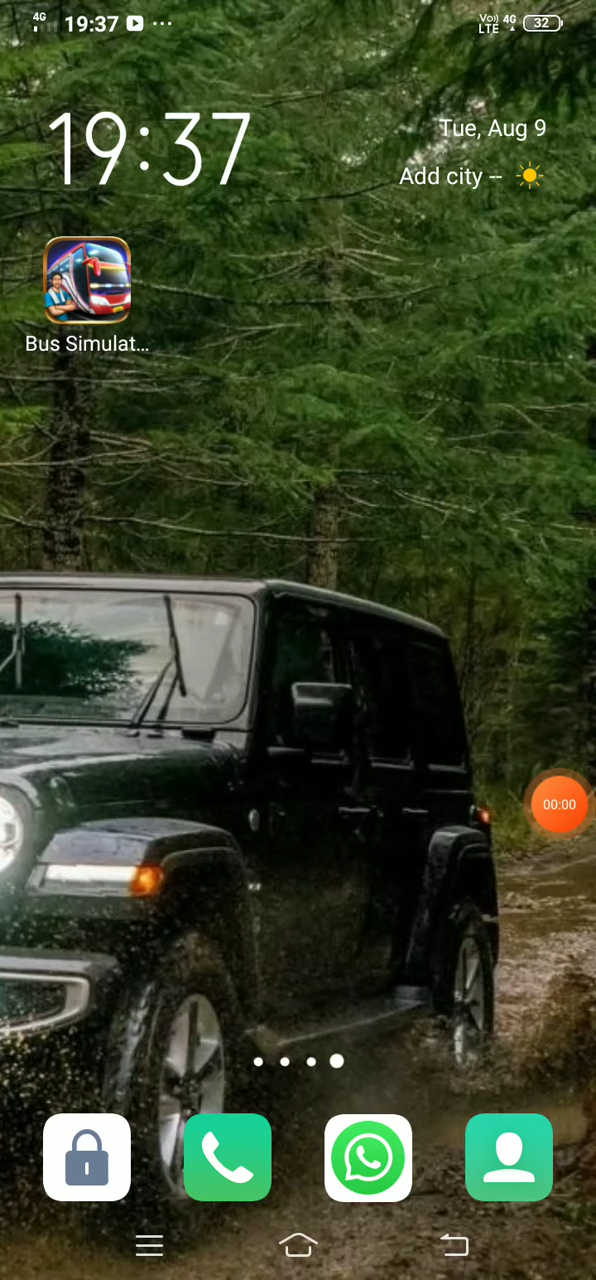 4G 19:37 ...
Vo)) LTE 4G 32
19:37
Tue, Aug 9
Add city --
Bus Simulat...
00:00